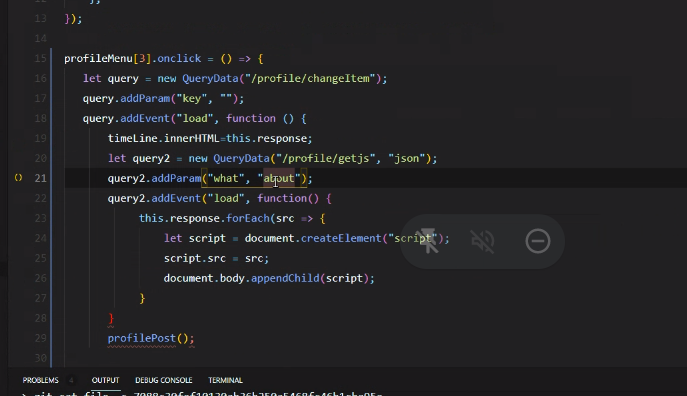 12 };
13 });
14
15 profileMenu[3].onclick = () => {
16 let query = new QueryData("/profile/changeItem");
17 query.addParam("key", "");
18 query.addEvent("load", function () {
19 timeLine.innerHTML=this.response;
20 let query2 = new QueryData("/profile/getjs", "json");
21 query2.addParam("what", "about");
22 query2.addEvent("load", function() {
23 this.response.forEach(src => {
24 let script = document.createElement("script");
25 script.src = src;
26 document.body.appendChild(script);
27 }
28 }
29 profilePost();
30
PROBLEMS 4 OUTPUT DEBUG CONSOLE TERMINAL